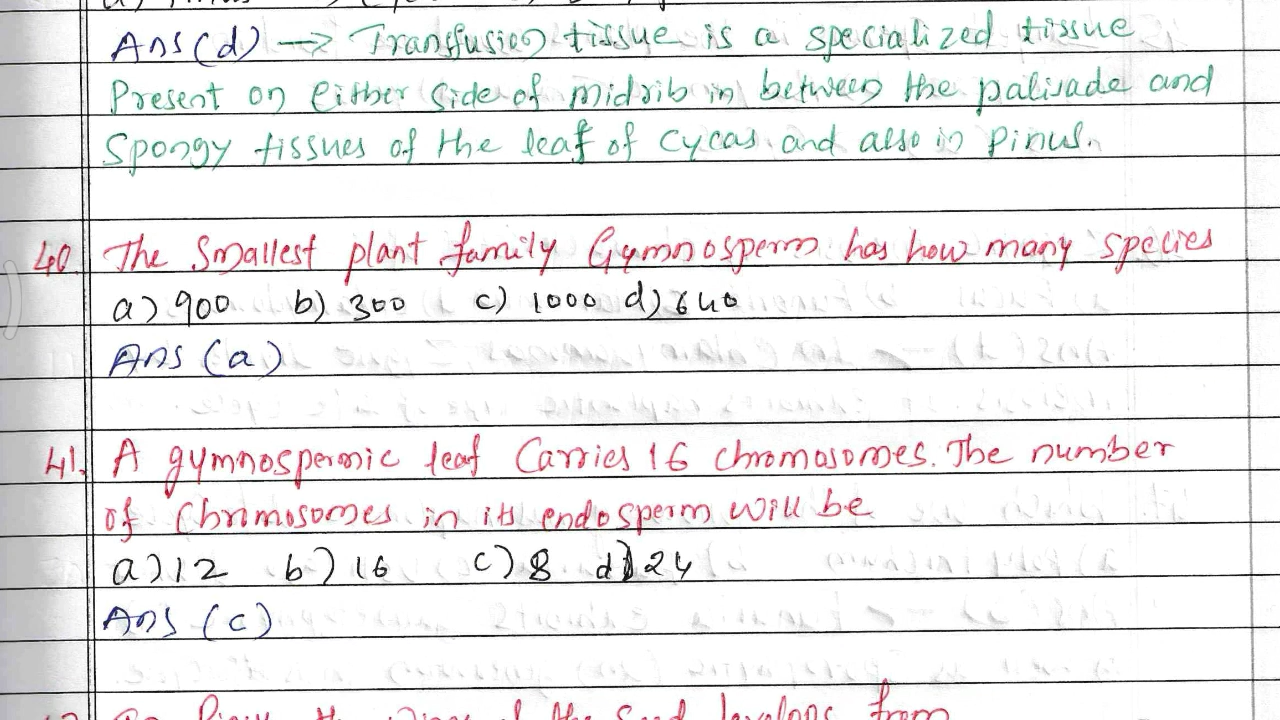 Ans (d) → Transfusion tissue is a specialized tissue
Present on Either side of midrib in between the palisade and
Spongy tissues of the leaf of cycas and also in Pinus.
40. The Smallest plant family Gymnosperm has how many species
a) 900 b) 300 c) 1000 d) 640
Ans (a)
41. A gymnospermic leaf Carries 16 chromosomes. The number
of Chromosomes in its endosperm will be
a) 12 b) 16 c) 8 d) 24
Ans (c)